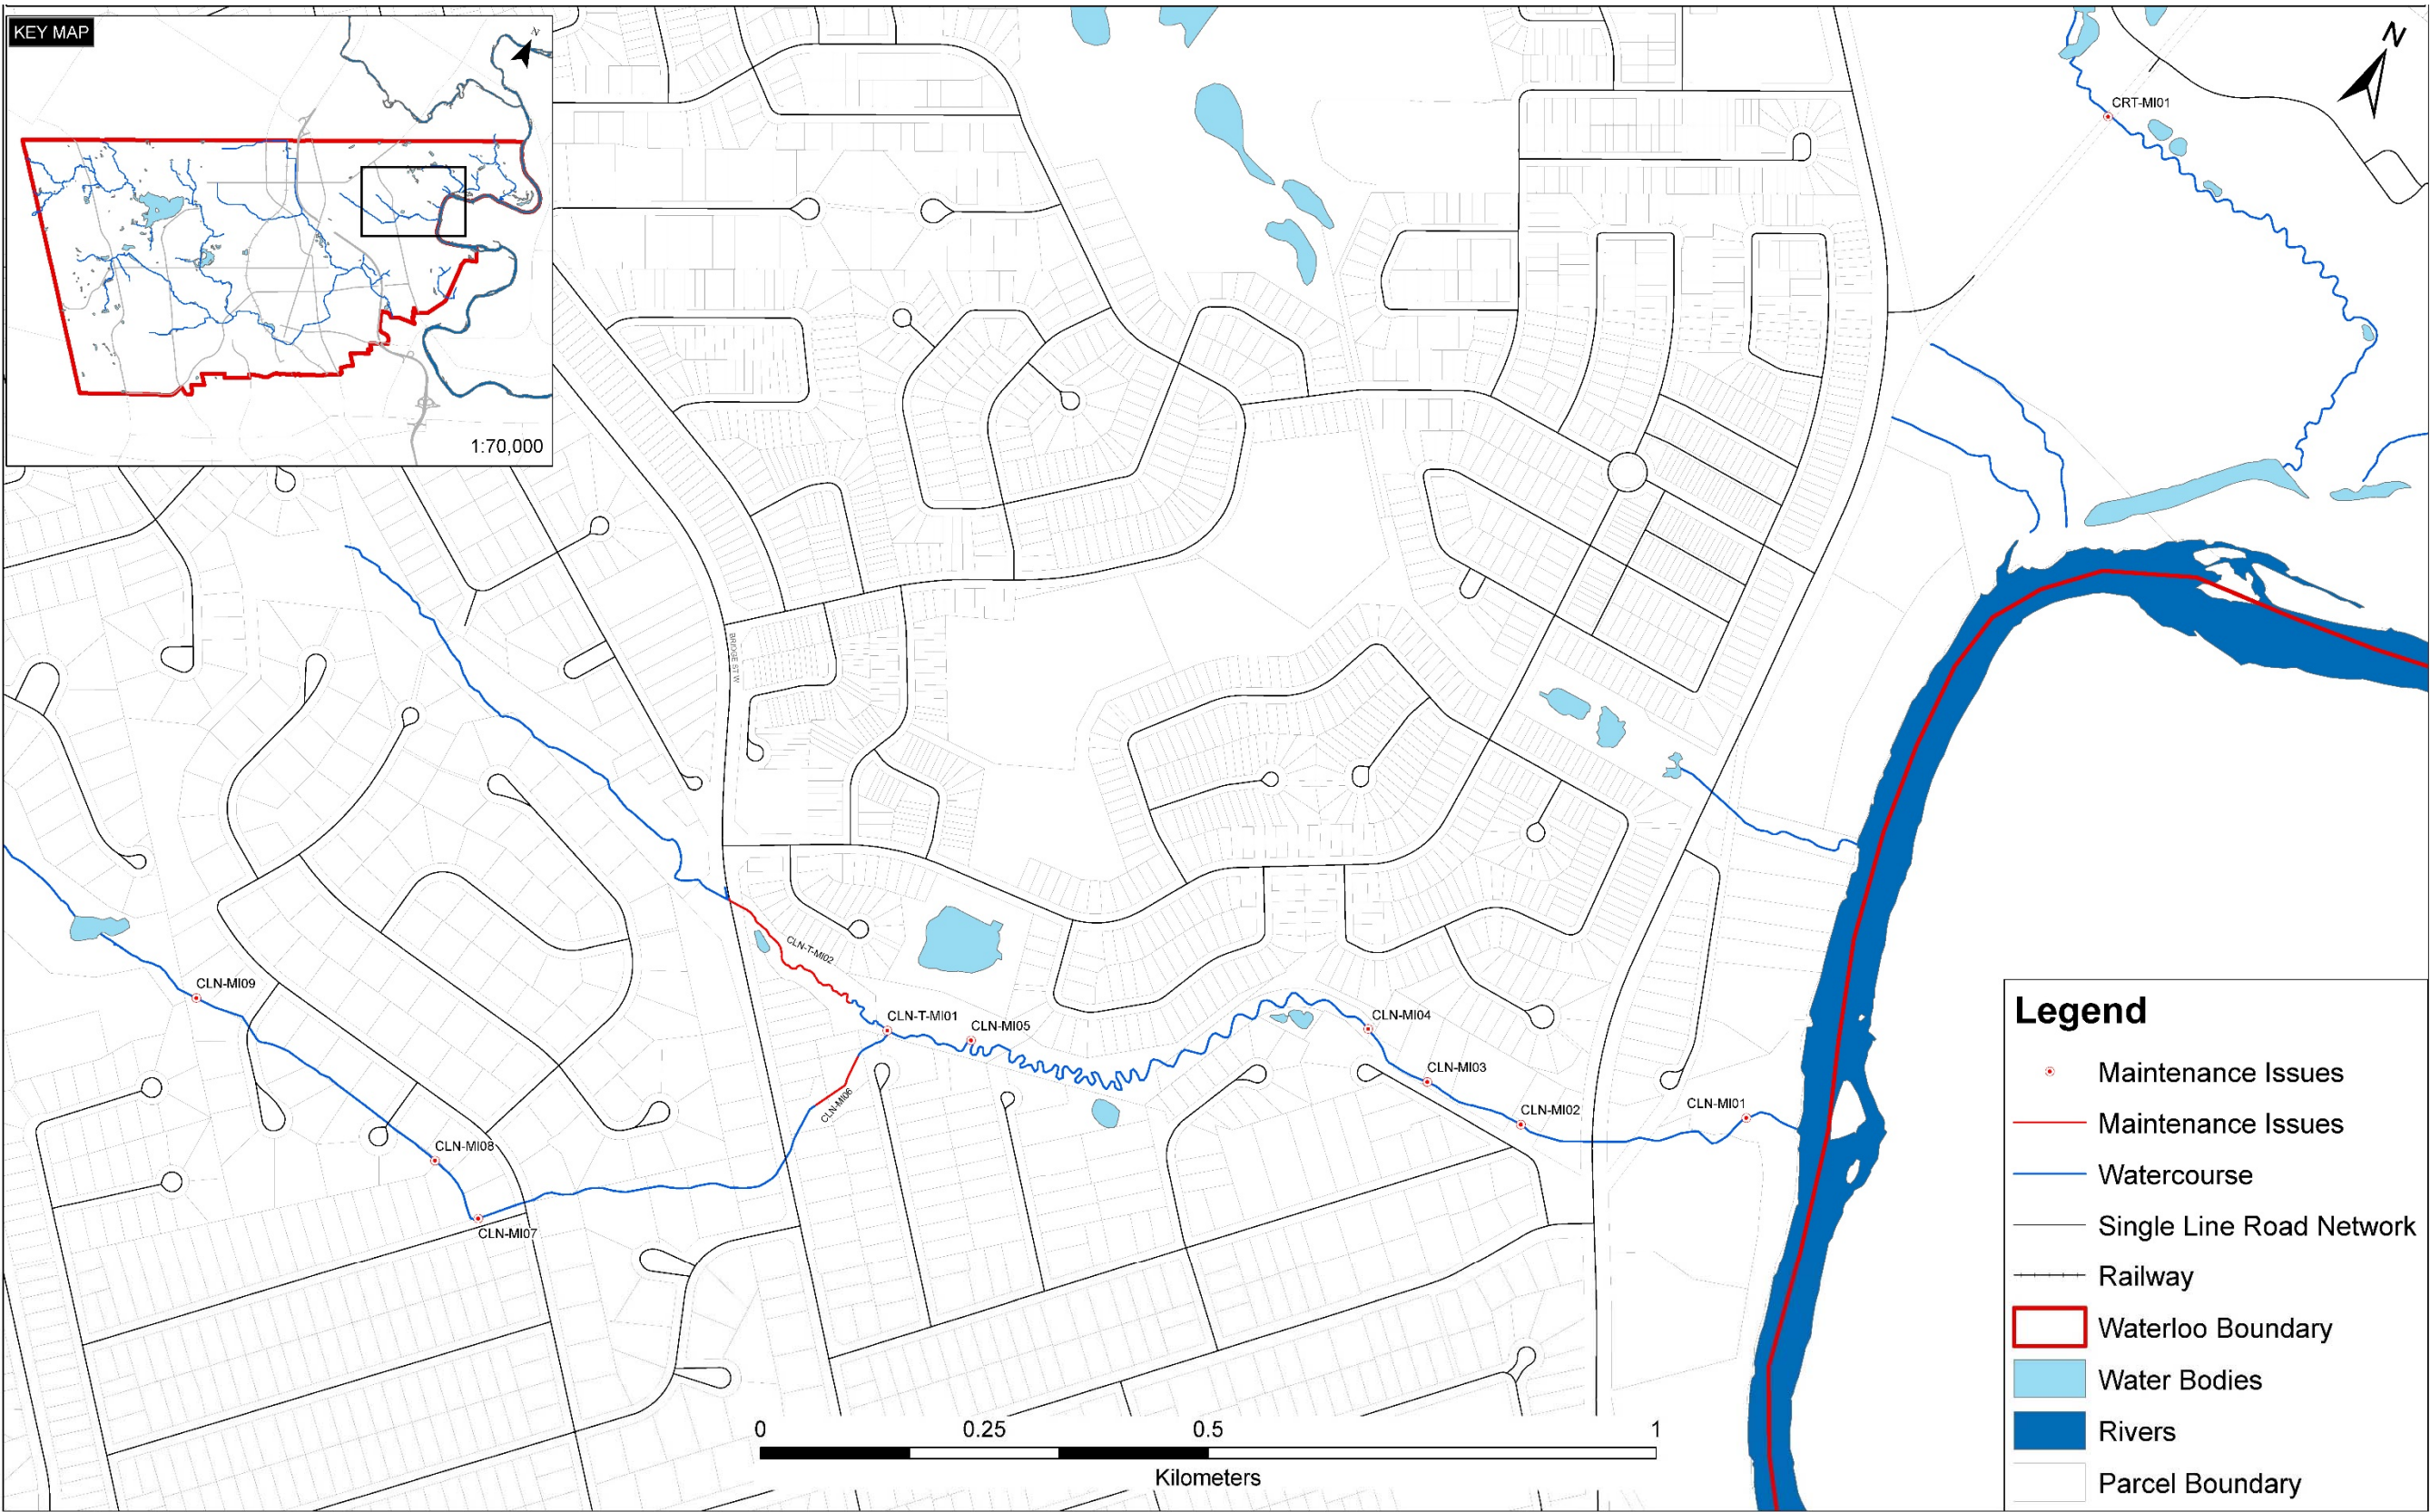 KEY MAP
N
1:70,000
N
CRT-MI01
BRIDGE ST W
CLN-T-MI02
CLN-MI09
CLN-T-MI01
CLN-MI05
CLN-MI04
CLN-MI03
CLN-MI06
CLN-MI02
CLN-MI01
CLN-MI08
CLN-MI07
Legend
Maintenance Issues
Maintenance Issues
Watercourse
Single Line Road Network
Railway
Waterloo Boundary
Water Bodies
Rivers
Parcel Boundary
0 0.25 0.5 1
Kilometers